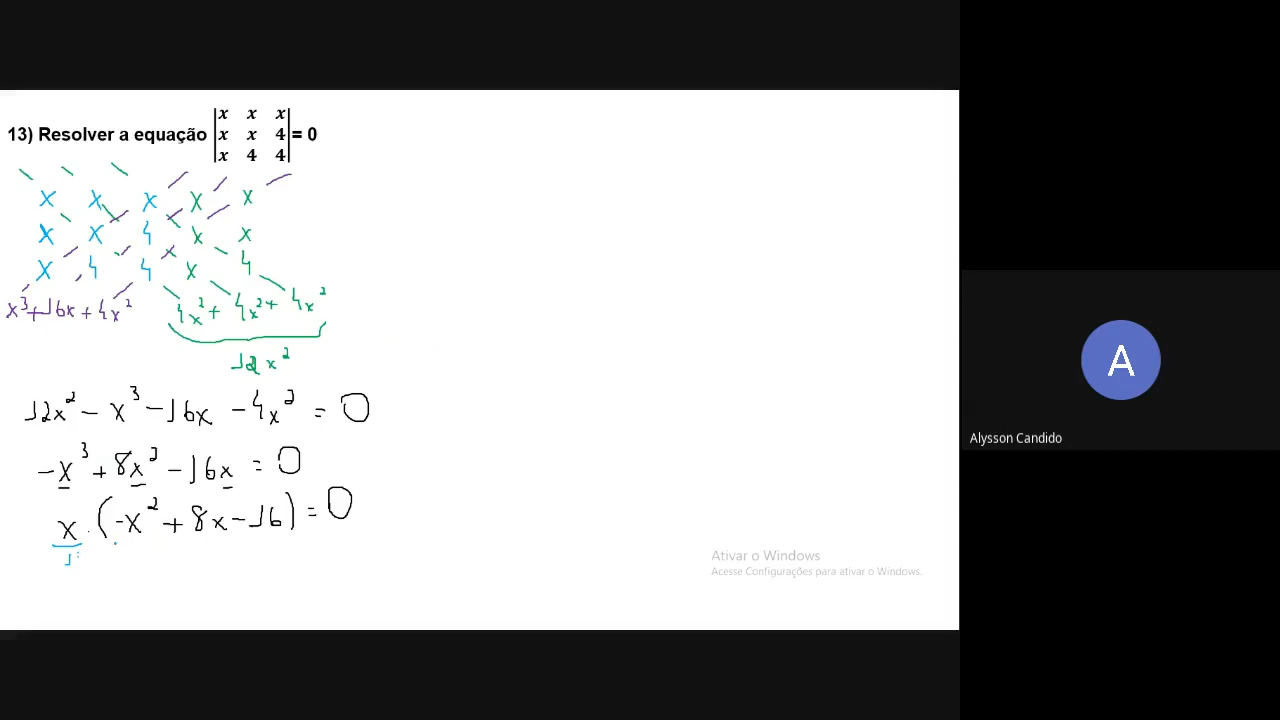 x x x
13) Resolver a equação x x 4 = 0
x 4 4
x x x x x
x x 4 x x
x 4 4 x 4
x³+16x+4x² 4x²+ 4x²+ 4x²
12x²
12x² - x³ - 16x - 4x² = 0
-x³ + 8x² - 16x = 0
x · (-x² + 8x - 16) = 0
1º
A
Alysson Candido
Ativar o Windows
Acesse Configurações para ativar o Windows.